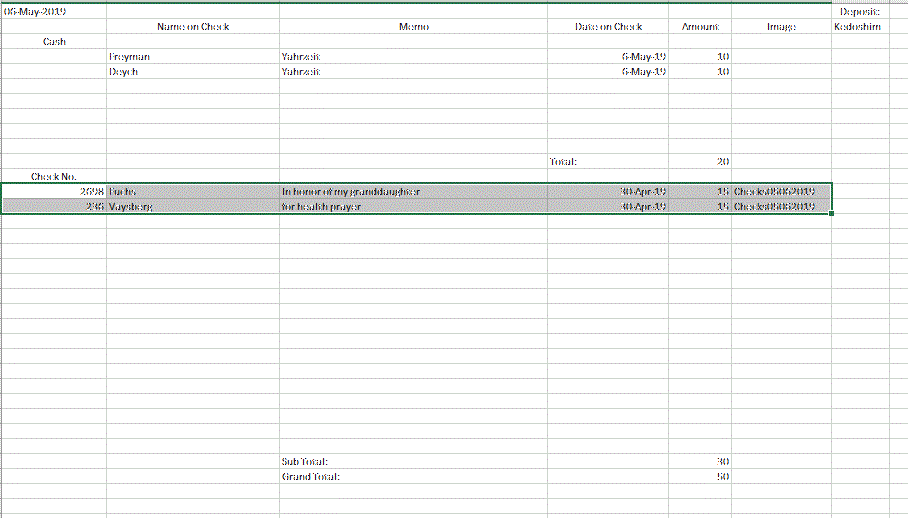 06-May-2019 Deposit:
Name on Check Memo Date on Check Amount Image Kedoshim
Cash
Freyman Yahrzeit 6-May-19 10
Deych Yahrzeit 6-May-19 10
Total: 20
Check No.
2698 Fuchs In honor of my granddaughter 30-Apr-19 15 Checks05062019
236 Vaysberg for health prayer 30-Apr-19 15 Checks05062019
Sub Total: 30
Grand Total: 50